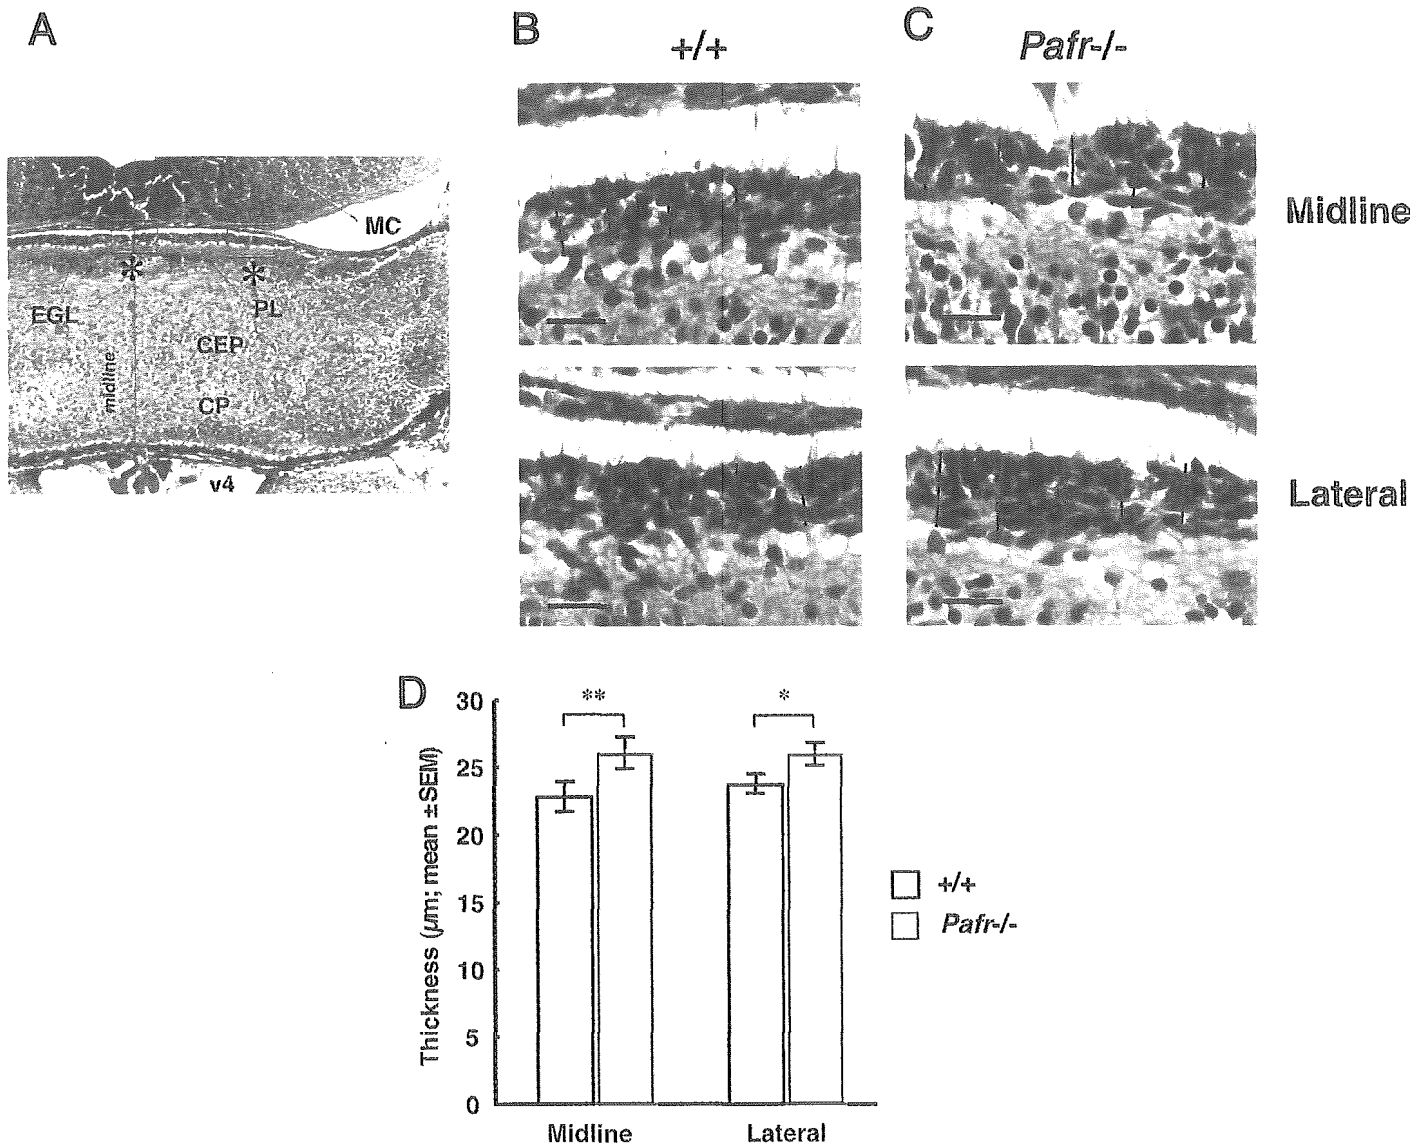 A
MC
*
*
EGL
PL
CEP
midline
CP
v4
B
+/+
C
Pafr-/-
Midline
Lateral
D
Thickness (μm; mean ±SEM)
30
25
20
15
10
5
0
**
*
Midline
Lateral
+/+
Pafr-/-